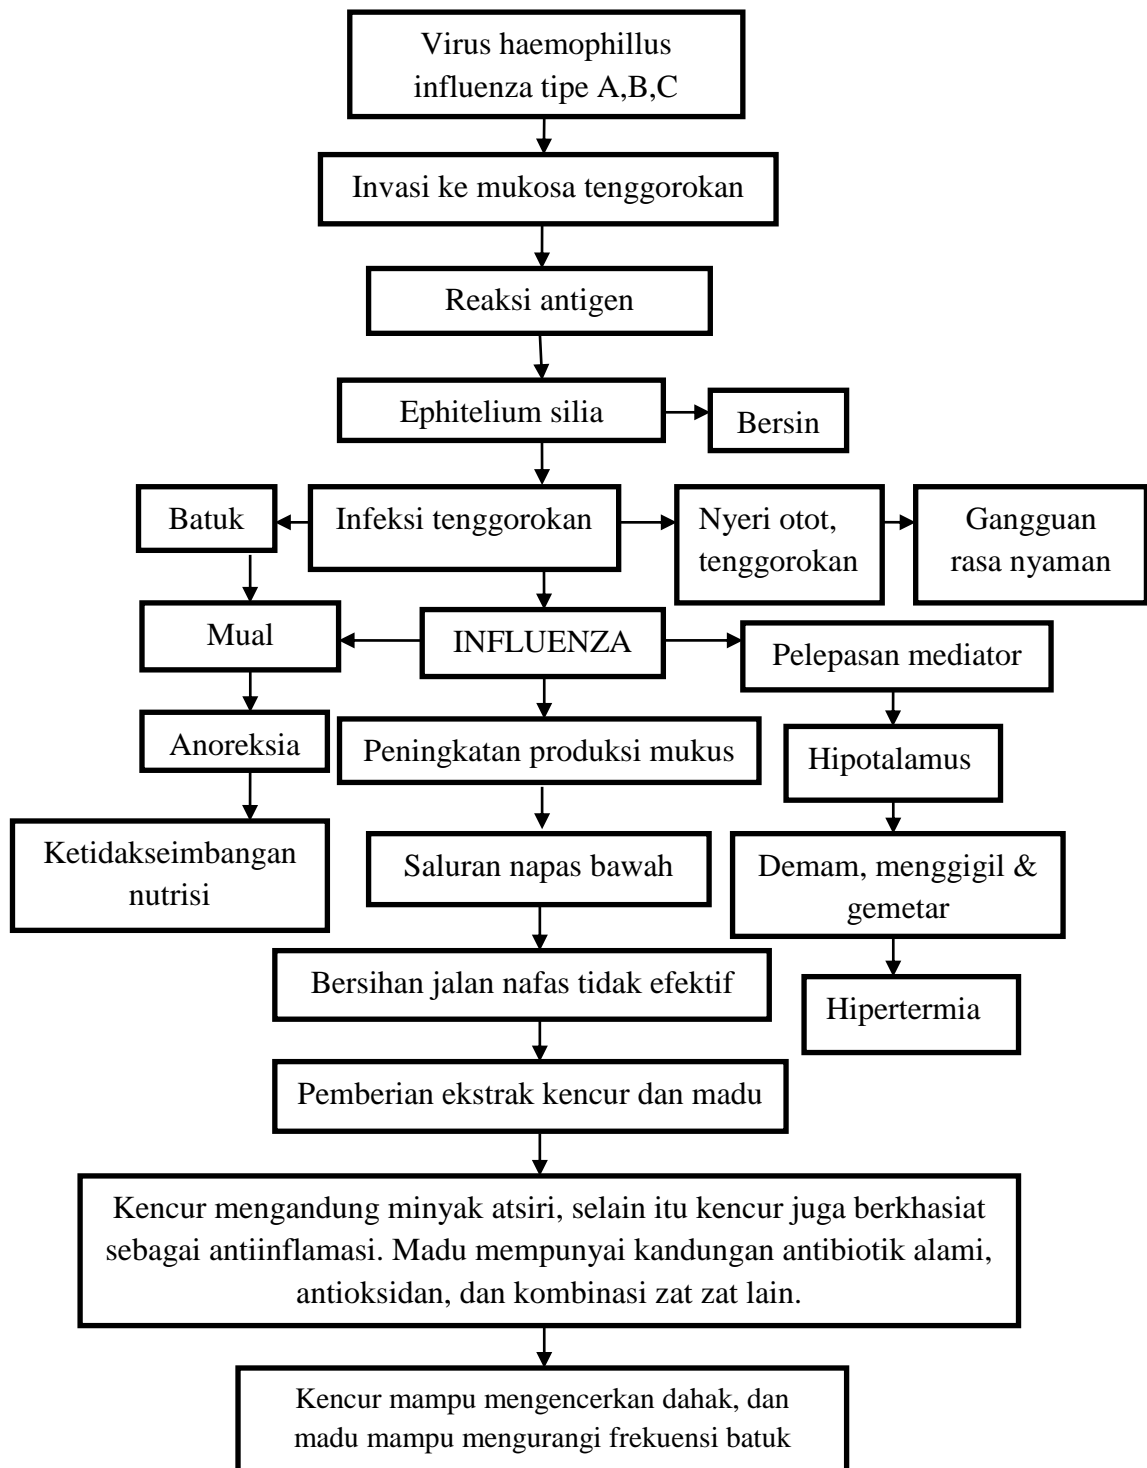 Virus haemophillus
influenza tipe A,B,C
Invasi ke mukosa tenggorokan
Reaksi antigen
Ephitelium silia
Bersin
Batuk
Infeksi tenggorokan
Nyeri otot,
tenggorokan
Gangguan
rasa nyaman
Mual
INFLUENZA
Pelepasan mediator
Anoreksia
Peningkatan produksi mukus
Hipotalamus
Ketidakseimbangan
nutrisi
Saluran napas bawah
Demam, menggigil &
gemetar
Bersihan jalan nafas tidak efektif
Hipertermia
Pemberian ekstrak kencur dan madu
Kencur mengandung minyak atsiri, selain itu kencur juga berkhasiat
sebagai antiinflamasi. Madu mempunyai kandungan antibiotik alami,
antioksidan, dan kombinasi zat zat lain.
Kencur mampu mengencerkan dahak, dan
madu mampu mengurangi frekuensi batuk